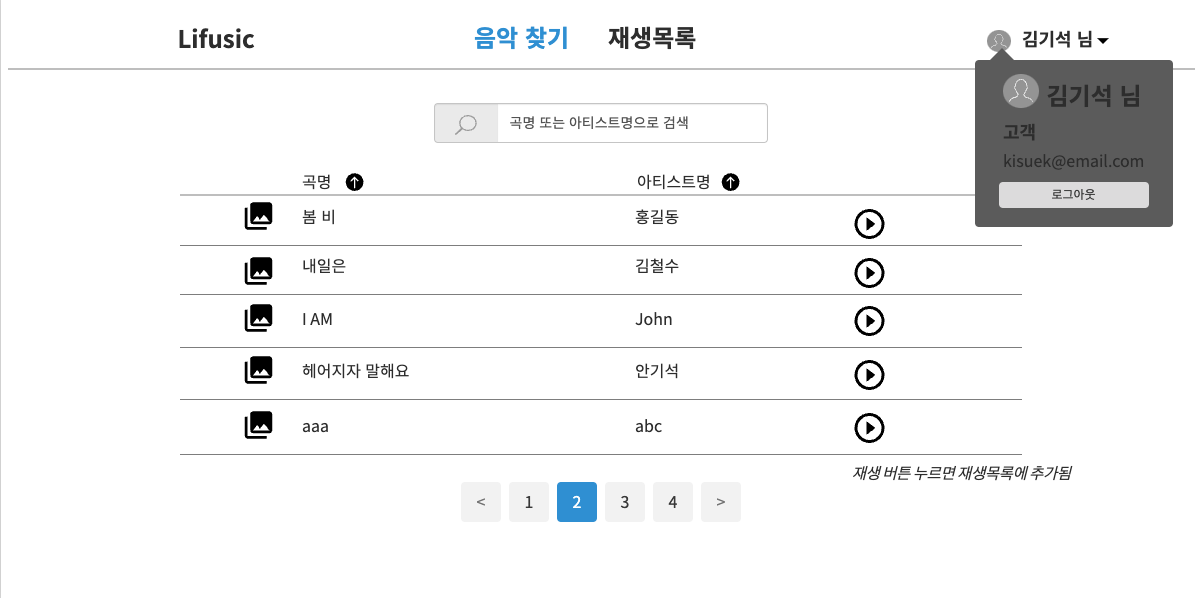 Lifusic 음악 찾기 재생목록 김기석 님
김기석 님
고객
kisuek@email.com
로그아웃
곡명 또는 아티스트명으로 검색
곡명 아티스트명
봄 비 홍길동
내일은 김철수
I AM John
헤어지자 말해요 안기석
aaa abc
재생 버튼 누르면 재생목록에 추가됨
< 1 2 3 4 >